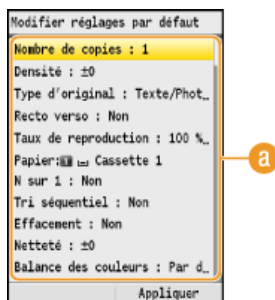 Modifier réglages par défaut
Nombre de copies : 1
Densité : ±0
Type d'original : Texte/Phot…
Recto verso : Non
Taux de reproduction : 100 %…
Papier: 1 Cassette 1
N sur 1 : Non
Tri séquentiel : Non
Effacement : Non
Netteté : ±0
Balance des couleurs : Par d…
Appliquer
a